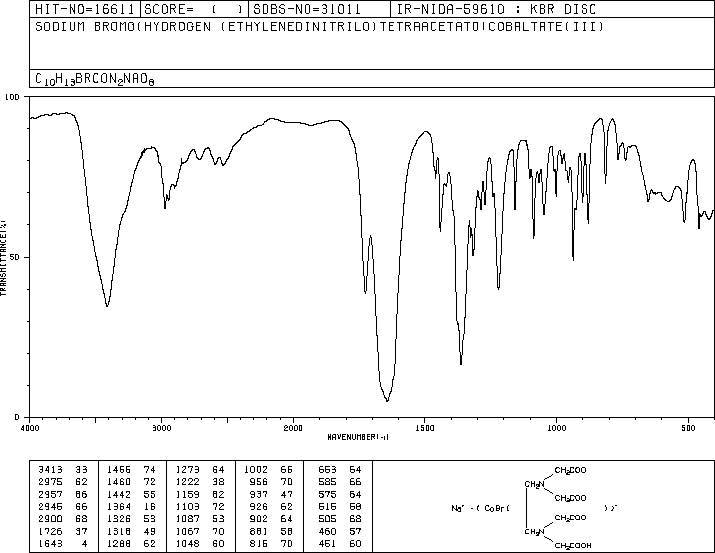 HIT-NO=16611 SCORE= ( ) SDBS-NO=31011 IR-NIDA-59610 : KBR DISC
SODIUM BROMO(HYDROGEN (ETHYLENEDINITRILO)TETRAACETATO)COBALTATE(III)
C10H13BRCON2NAO8
100
50
0
TRANSMITTANCE(%)
4000 3000 2000 1500 1000 500
WAVENUMBER(-1)
3413 33 1466 74 1273 64 1002 66 653 64
2975 62 1460 72 1222 38 956 70 585 66
2957 66 1442 55 1159 62 937 47 575 64
2945 66 1364 16 1103 72 926 62 515 58
2900 68 1326 53 1087 53 902 64 505 68
1726 37 1318 49 1067 70 881 58 460 57
1643 4 1288 62 1048 60 816 70 451 60
CH2COO
CH2N
CH2COO
Na+ - ( CoBr( ) )-
CH2COO
CH2N
CH2COOH